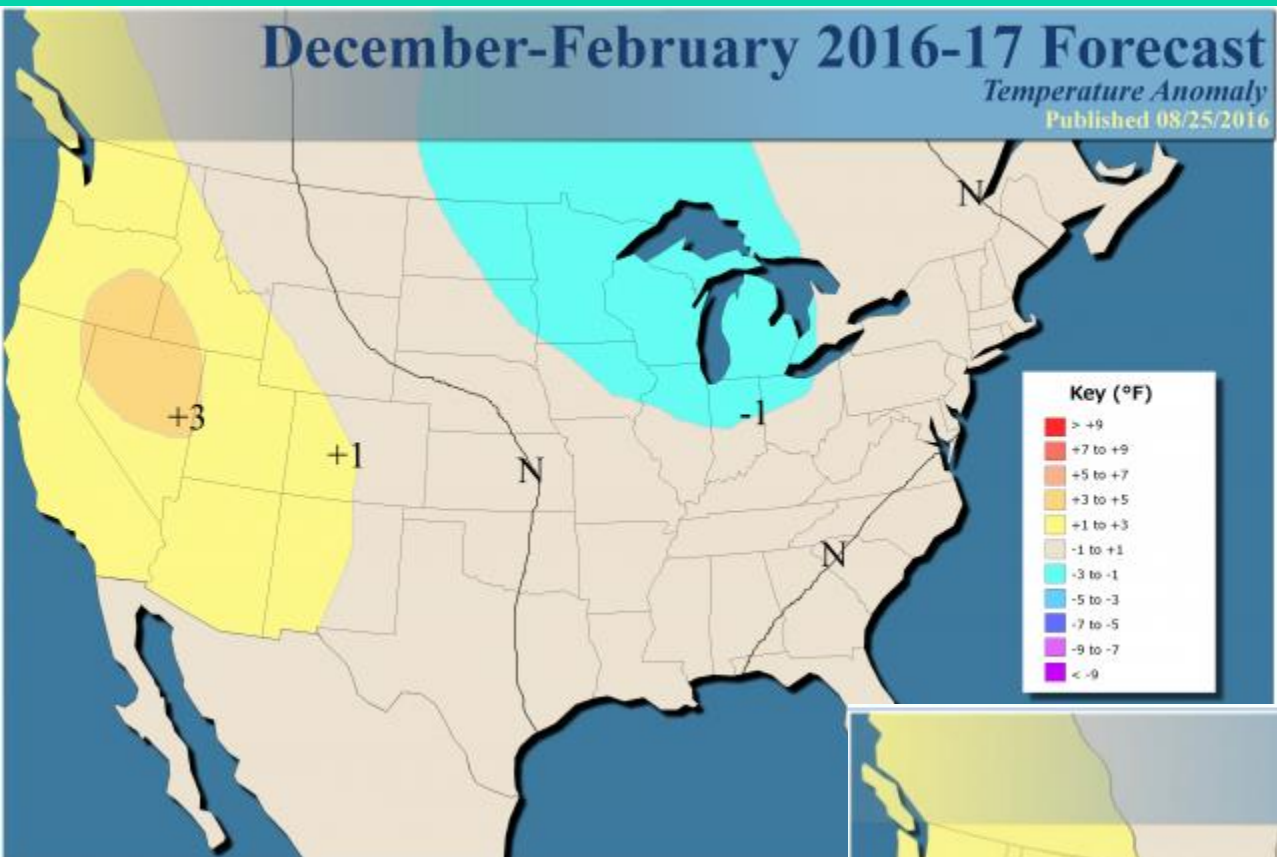 December-February 2016-17 Forecast
Temperature Anomaly
Published 08/25/2016
N
+3
+1
N
-1
N
Key (°F)
> +9
+7 to +9
+5 to +7
+3 to +5
+1 to +3
-1 to +1
-3 to -1
-5 to -3
-7 to -5
-9 to -7
< -9